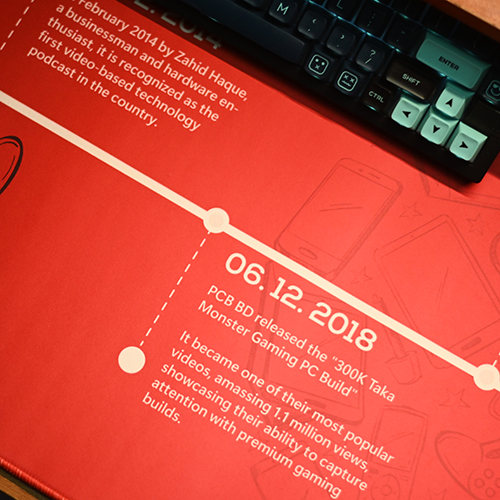 2.2014
February 2014 by Zahid Haque,
a businessman and hardware en-
thusiast, it is recognized as the
first video-based technology
podcast in the country.
06.12.2018
PCB BD released the "300K Taka
Monster Gaming PC Build"
It became one of their most popular
videos, amassing 1.1 million views,
showcasing their ability to capture
attention with premium gaming
builds.
M
<
>
?
ENTER
SHIFT
CTRL